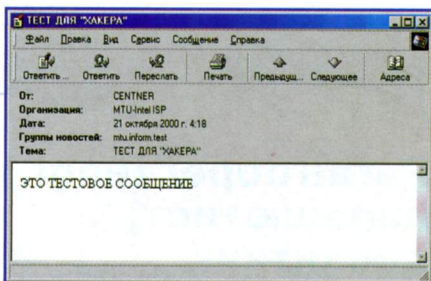 ТЕСТ ДЛЯ "ХАКЕРА"
Файл Правка Вид Сервис Сообщение Справка
Ответить ... Ответить Переслать Печать Предыдущ... Следующее Адреса
От: CENTNER
Организация: MTU-Intel ISP
Дата: 21 октября 2000 г. 4:18
Группы новостей: mtu.inform.test
Тема: ТЕСТ ДЛЯ "ХАКЕРА"
ЭТО ТЕСТОВОЕ СООБЩЕНИЕ